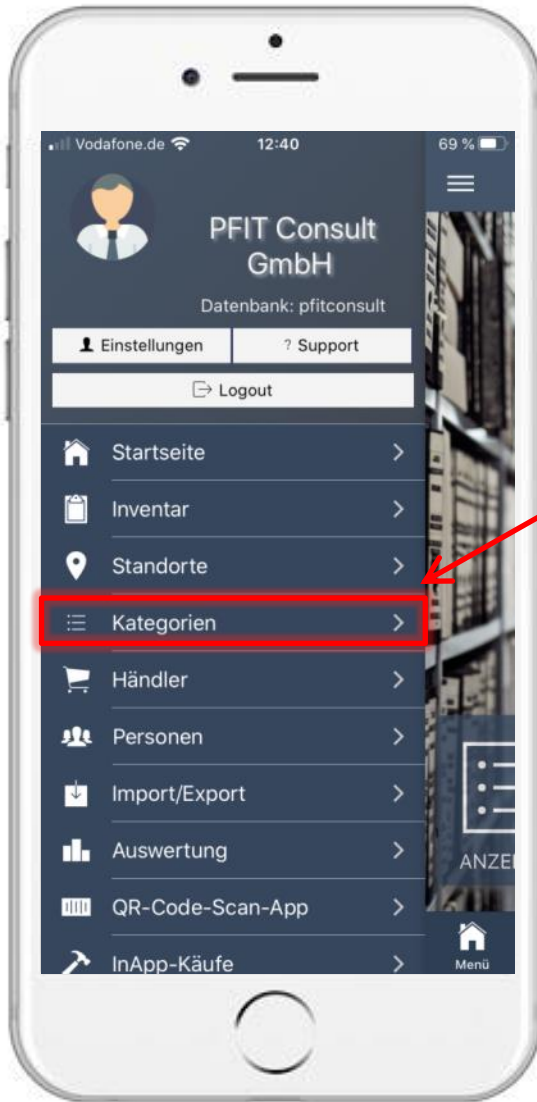 Vodafone.de 12:40 69 %
PFIT Consult
GmbH
Datenbank: pfitconsult
Einstellungen ? Support
Logout
Startseite
Inventar
Standorte
Kategorien
Händler
Personen
Import/Export
Auswertung
ANZEI
QR-Code-Scan-App
InApp-Käufe
Menü